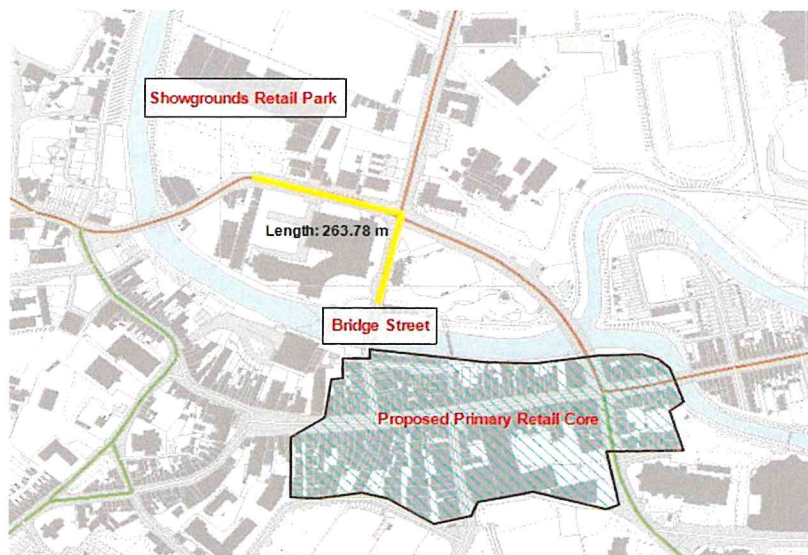 Showgrounds Retail Park
Length: 263.78 m
Bridge Street
Proposed Primary Retail Core